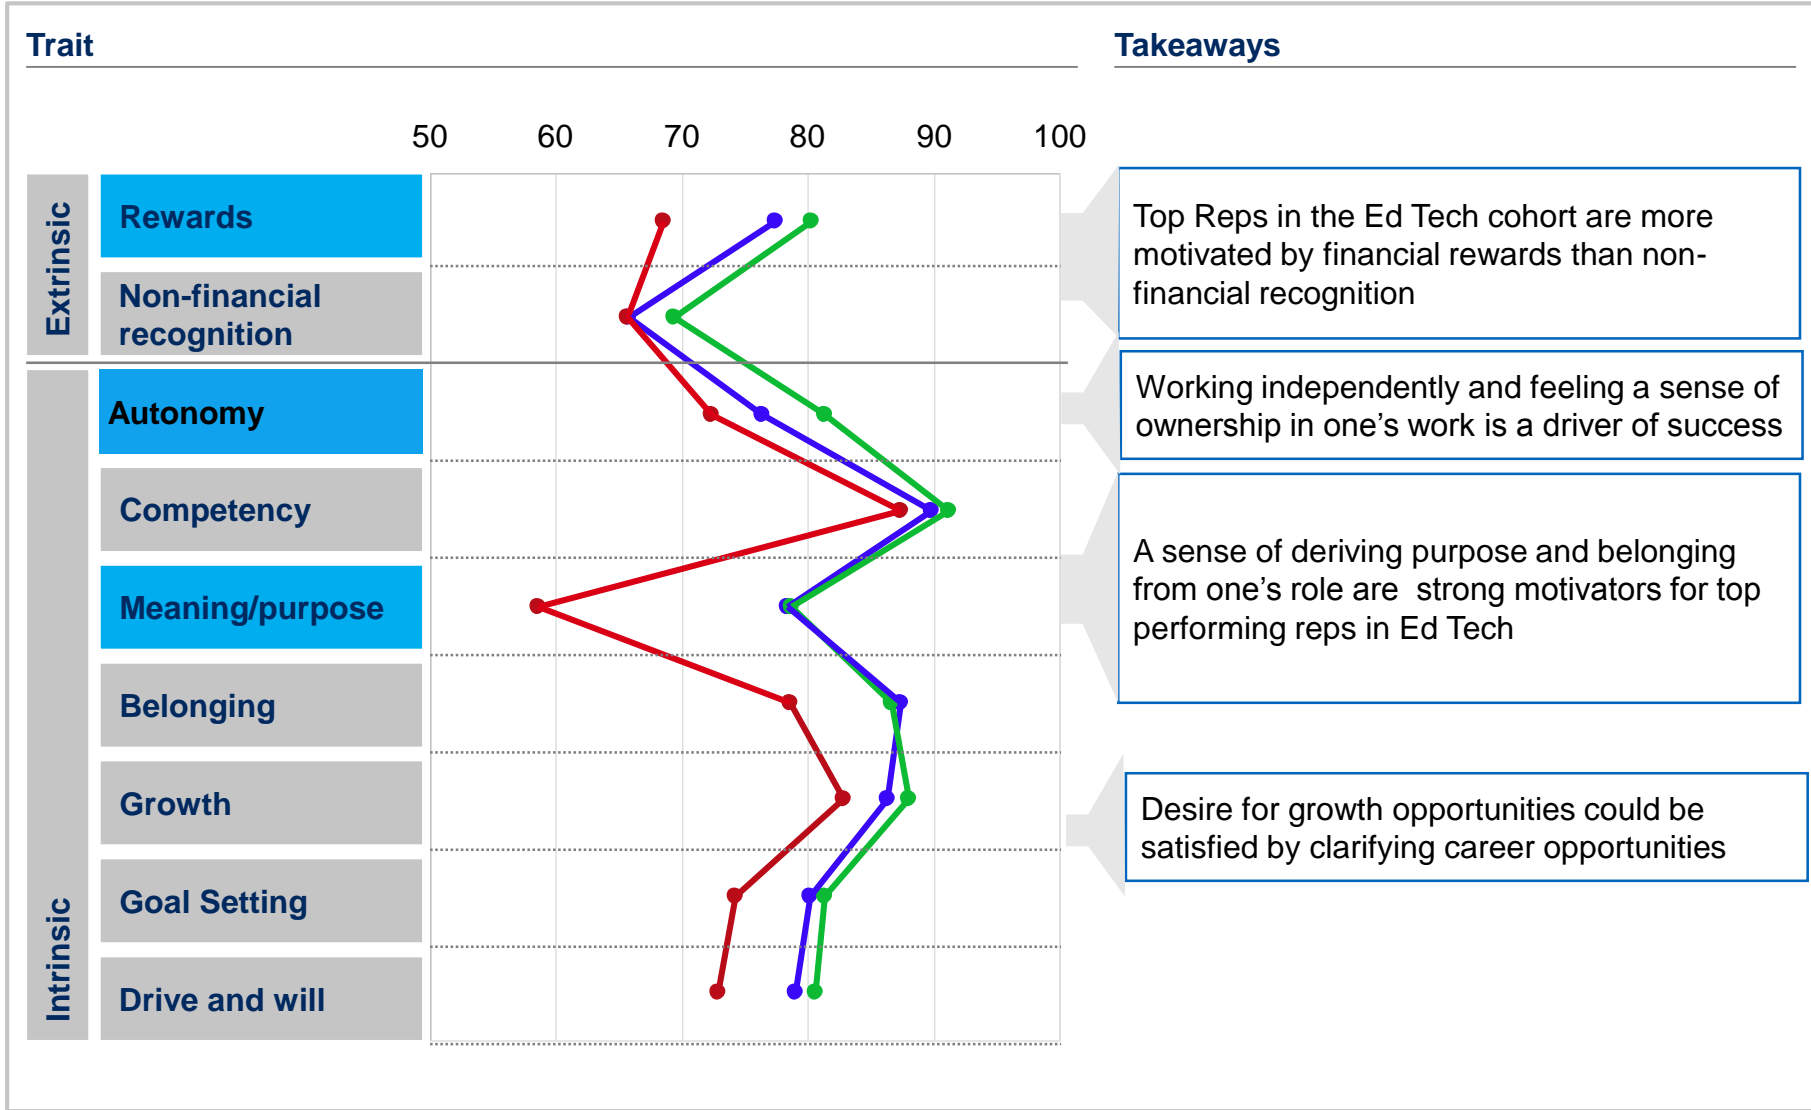 Trait
Takeaways
50 60 70 80 90 100
Extrinsic
Rewards
Non-financial
recognition
Top Reps in the Ed Tech cohort are more
motivated by financial rewards than non-
financial recognition
Intrinsic
Autonomy
Working independently and feeling a sense of
ownership in one’s work is a driver of success
Competency
Meaning/purpose
A sense of deriving purpose and belonging
from one’s role are  strong motivators for top
performing reps in Ed Tech
Belonging
Growth
Desire for growth opportunities could be
satisfied by clarifying career opportunities
Goal Setting
Drive and will